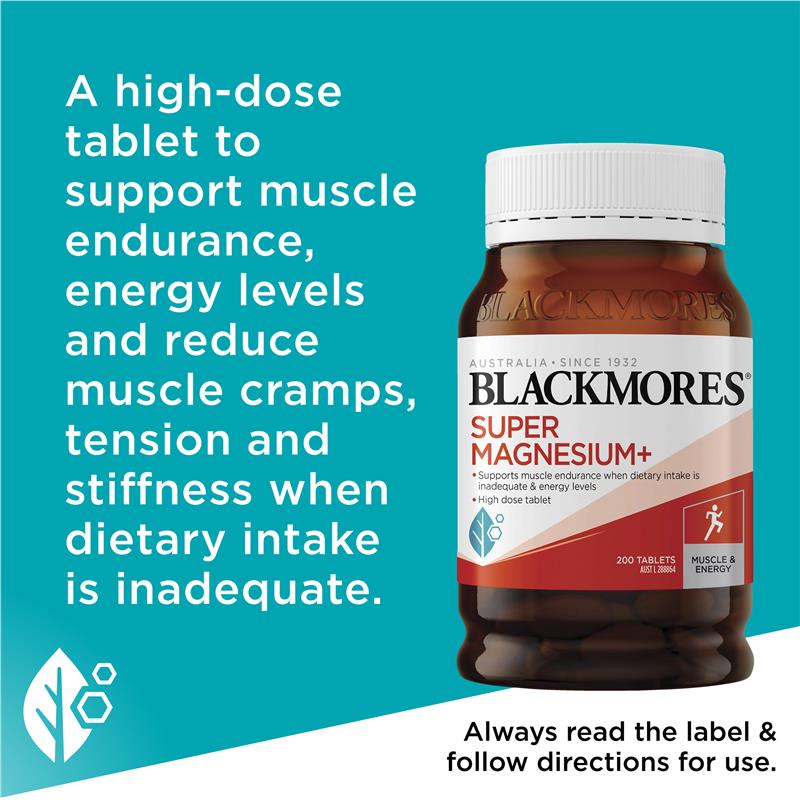 A high-dose
tablet to
support muscle
endurance,
energy levels
and reduce
muscle cramps,
tension and
stiffness when
dietary intake
is inadequate.
BLACKMORES
AUSTRALIA • SINCE 1932
BLACKMORES®
SUPER
MAGNESIUM+
• Supports muscle endurance when dietary intake is
inadequate & energy levels
• High dose tablet
200 TABLETS
AUST L 288864
MUSCLE &
ENERGY
Always read the label &
follow directions for use.